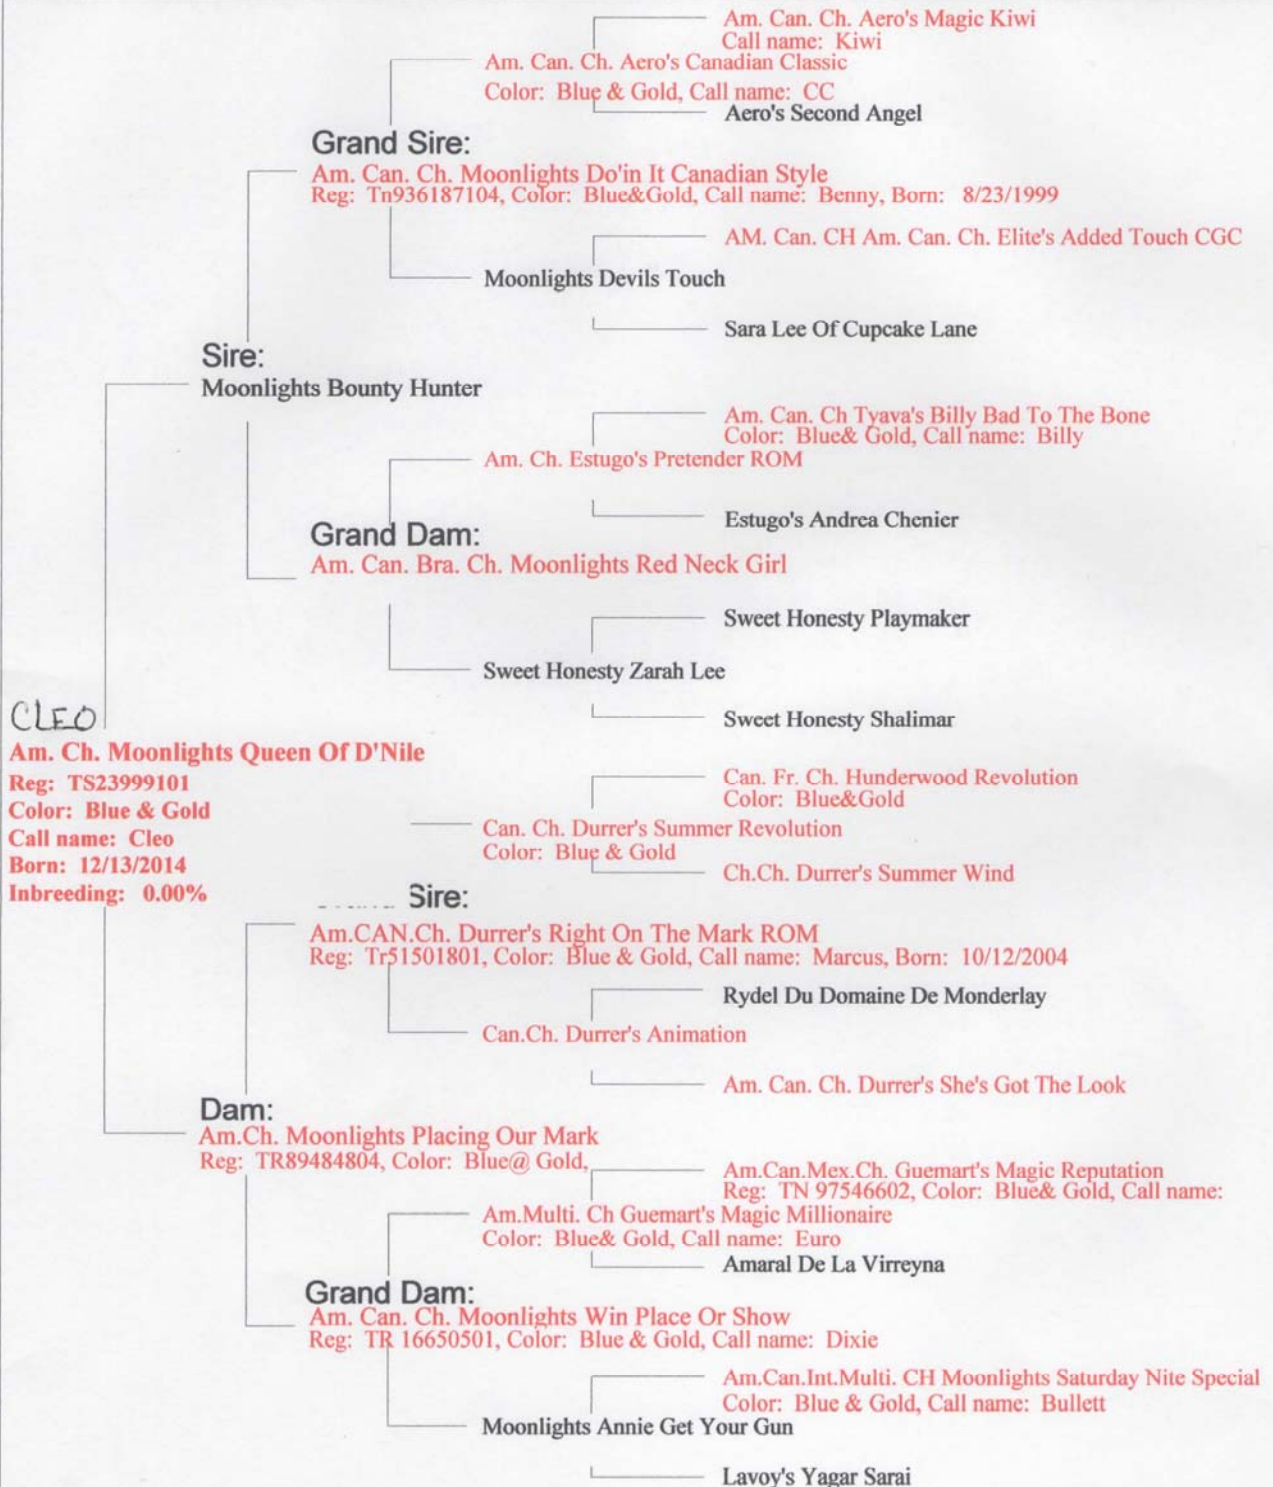 Am. Can. Ch. Aero's Magic Kiwi
Call name: Kiwi
Am. Can. Ch. Aero's Canadian Classic
Color: Blue & Gold, Call name: CC
Aero's Second Angel
Grand Sire:
Am. Can. Ch. Moonlights Do'in It Canadian Style
Reg: Tn936187104, Color: Blue&Gold, Call name: Benny, Born: 8/23/1999
AM. Can. CH Am. Can. Ch. Elite's Added Touch CGC
Moonlights Devils Touch
Sara Lee Of Cupcake Lane
Sire:
Moonlights Bounty Hunter
Am. Can. Ch Tyava's Billy Bad To The Bone
Color: Blue& Gold, Call name: Billy
Am. Ch. Estugo's Pretender ROM
Estugo's Andrea Chenier
Grand Dam:
Am. Can. Bra. Ch. Moonlights Red Neck Girl
Sweet Honesty Playmaker
Sweet Honesty Zarah Lee
Sweet Honesty Shalimar
CLEO
Am. Ch. Moonlights Queen Of D'Nile
Reg: TS23999101
Color: Blue & Gold
Call name: Cleo
Born: 12/13/2014
Inbreeding: 0.00%
Can. Fr. Ch. Hunderwood Revolution
Color: Blue&Gold
Can. Ch. Durrer's Summer Revolution
Color: Blue & Gold
Ch.Ch. Durrer's Summer Wind
Sire:
Am.CAN.Ch. Durrer's Right On The Mark ROM
Reg: Tr51501801, Color: Blue & Gold, Call name: Marcus, Born: 10/12/2004
Rydel Du Domaine De Monderlay
Can.Ch. Durrer's Animation
Am. Can. Ch. Durrer's She's Got The Look
Dam:
Am.Ch. Moonlights Placing Our Mark
Reg: TR89484804, Color: Blue@ Gold,
Am.Can.Mex.Ch. Guemart's Magic Reputation
Reg: TN 97546602, Color: Blue& Gold, Call name:
Am.Multi. Ch Guemart's Magic Millionaire
Color: Blue& Gold, Call name: Euro
Amaral De La Virreyna
Grand Dam:
Am. Can. Ch. Moonlights Win Place Or Show
Reg: TR 16650501, Color: Blue & Gold, Call name: Dixie
Am.Can.Int.Multi. CH Moonlights Saturday Nite Special
Color: Blue & Gold, Call name: Bullett
Moonlights Annie Get Your Gun
Lavoy's Yagar Sarai